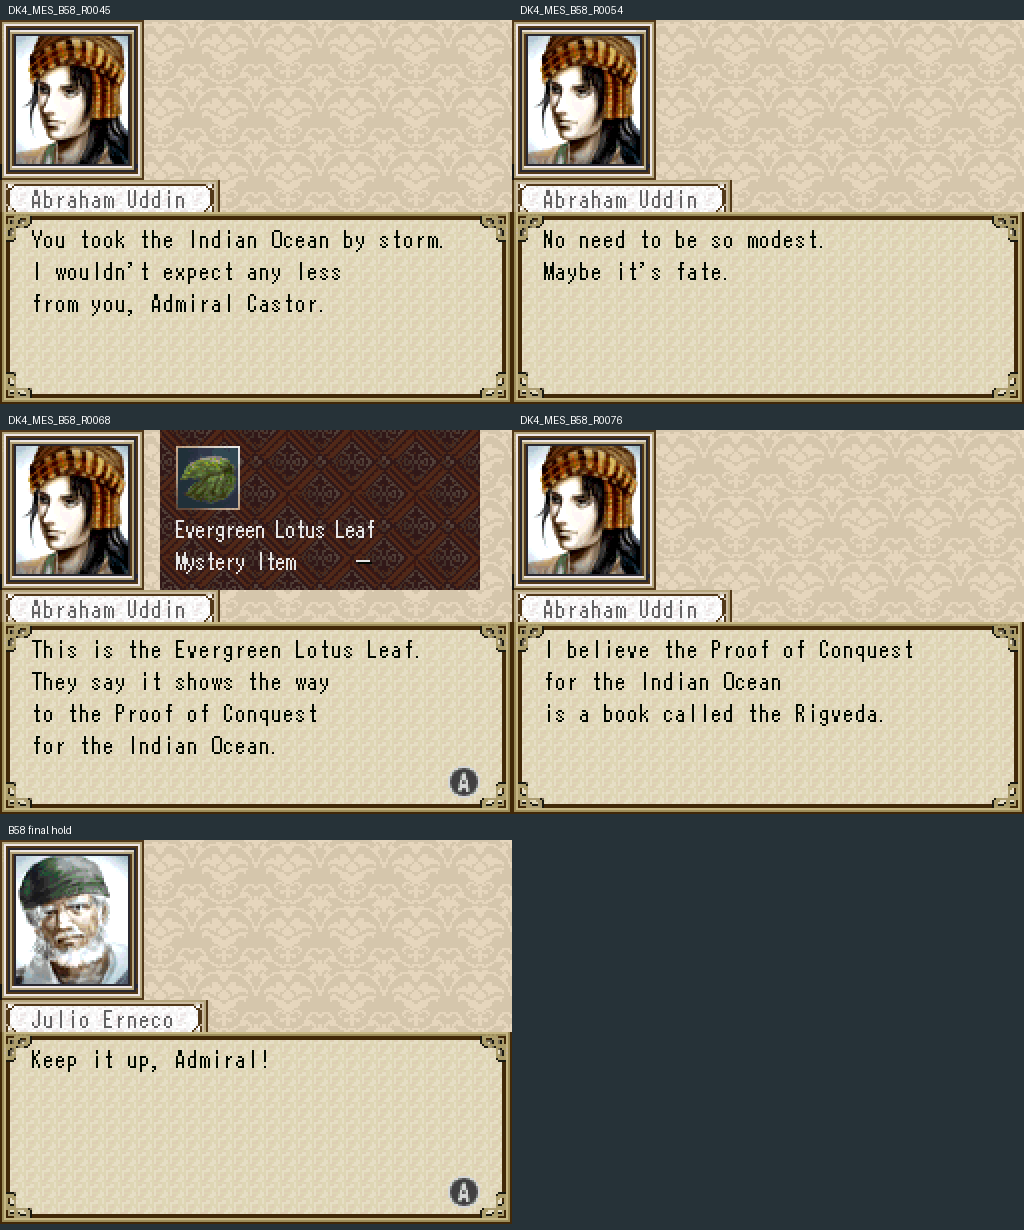 DK4_MES_B58_R0045
Abraham Uddin
You took the Indian Ocean by storm.
I wouldn't expect any less
from you, Admiral Castor.
DK4_MES_B58_R0054
Abraham Uddin
No need to be so modest.
Maybe it's fate.
DK4_MES_B58_R0068
Evergreen Lotus Leaf
Mystery Item —
Abraham Uddin
This is the Evergreen Lotus Leaf.
They say it shows the way
to the Proof of Conquest
for the Indian Ocean.
A
DK4_MES_B58_R0076
Abraham Uddin
I believe the Proof of Conquest
for the Indian Ocean
is a book called the Rigveda.
B58 final hold
Julio Erneco
Keep it up, Admiral!
A